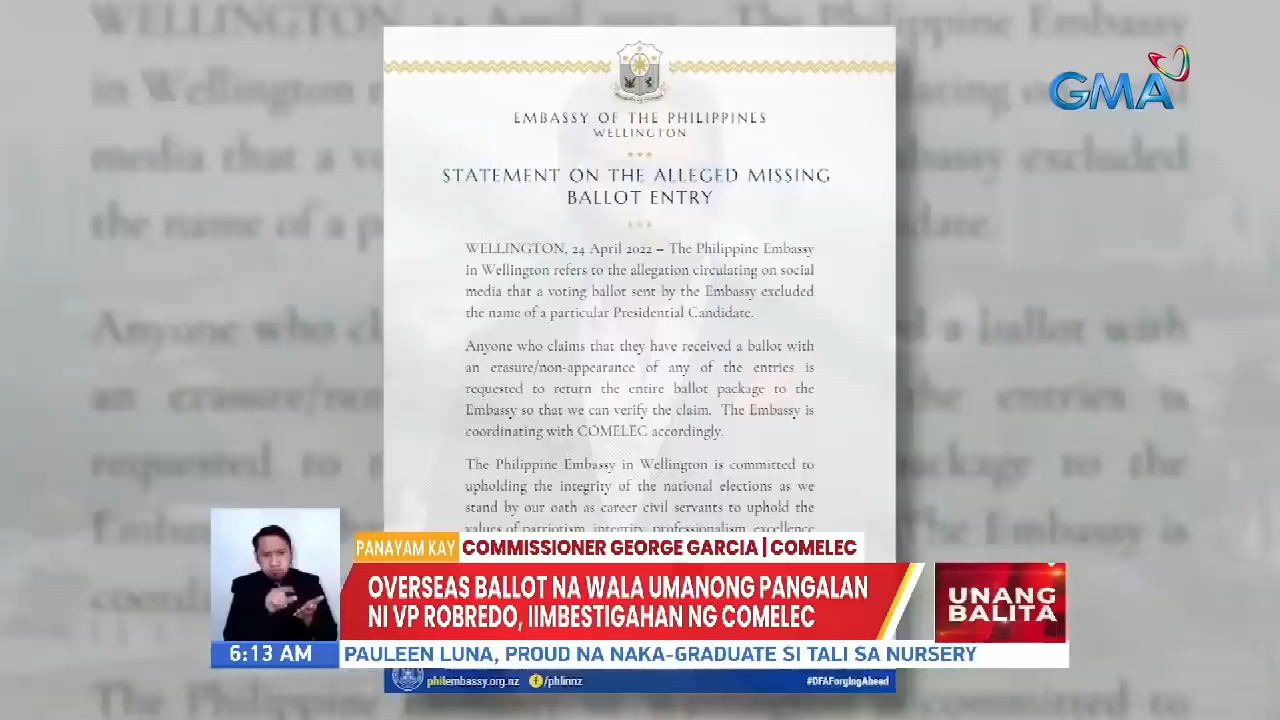 GMA
EMBASSY OF THE PHILIPPINES
WELLINGTON
STATEMENT ON THE ALLEGED MISSING
BALLOT ENTRY
WELLINGTON, 24 April 2022 – The Philippine Embassy
in Wellington refers to the allegation circulating on social
media that a voting ballot sent by the Embassy excluded
the name of a particular Presidential Candidate.
Anyone who claims that they have received a ballot with
an erasure/non-appearance of any of the entries is
requested to return the entire ballot package to the
Embassy so that we can verify the claim. The Embassy is
coordinating with COMELEC accordingly.
The Philippine Embassy in Wellington is committed to
upholding the integrity of the national elections as we
stand by our oath as career civil servants to uphold the
values of patriotism, integrity, professionalism, excellence
PANAYAM KAY COMMISSIONER GEORGE GARCIA | COMELEC
OVERSEAS BALLOT NA WALA UMANONG PANGALAN
NI VP ROBREDO, IIMBESTIGAHAN NG COMELEC
UNANG
BALITA
6:13 AM PAULEEN LUNA, PROUD NA NAKA-GRADUATE SI TALI SA NURSERY
philembassy.org.nz /phlinnz #DFAForgingAhead